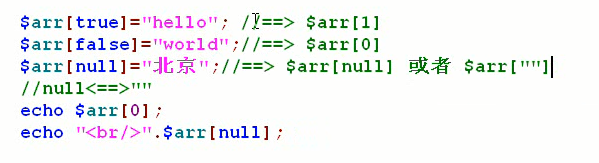 $arr[true]="hello"; //==> $arr[1]
$arr[false]="world";//==> $arr[0]
$arr[null]="北京";//==> $arr[null] 或者 $arr[""]
//null<==>""
echo $arr[0];
echo "<br/>".$arr[null];